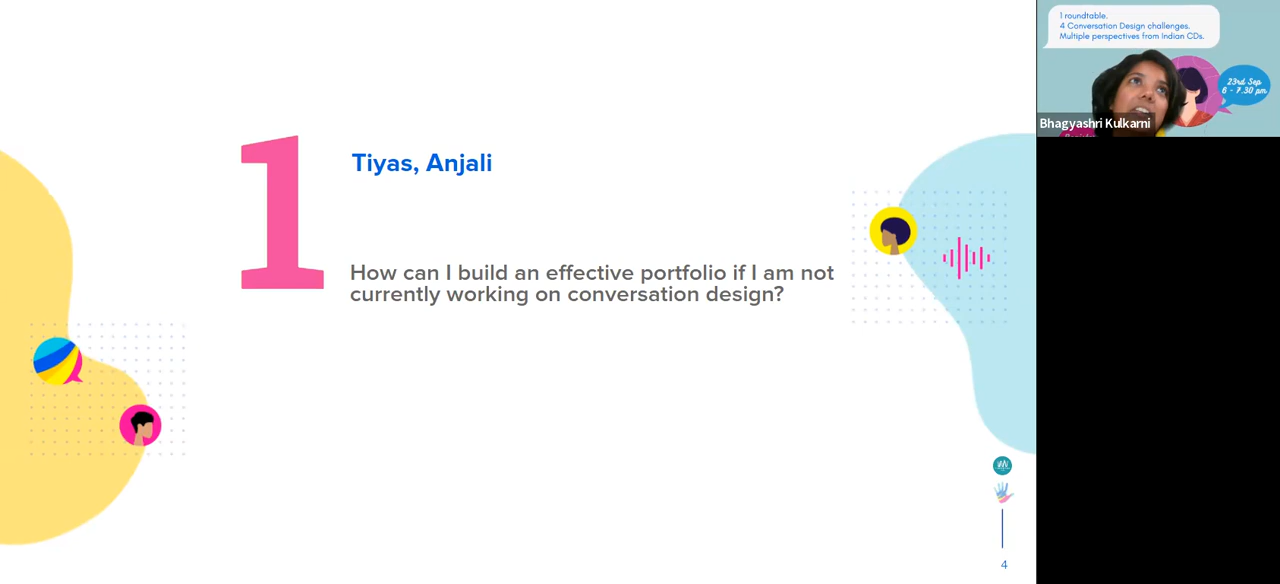 1
Tiyas, Anjali
How can I build an effective portfolio if I am not
currently working on conversation design?
4
1 roundtable,
4 Conversation Design challenges.
Multiple perspectives from Indian CDs.
23rd Sep
6 - 7.30 pm
Bhagyashri Kulkarni